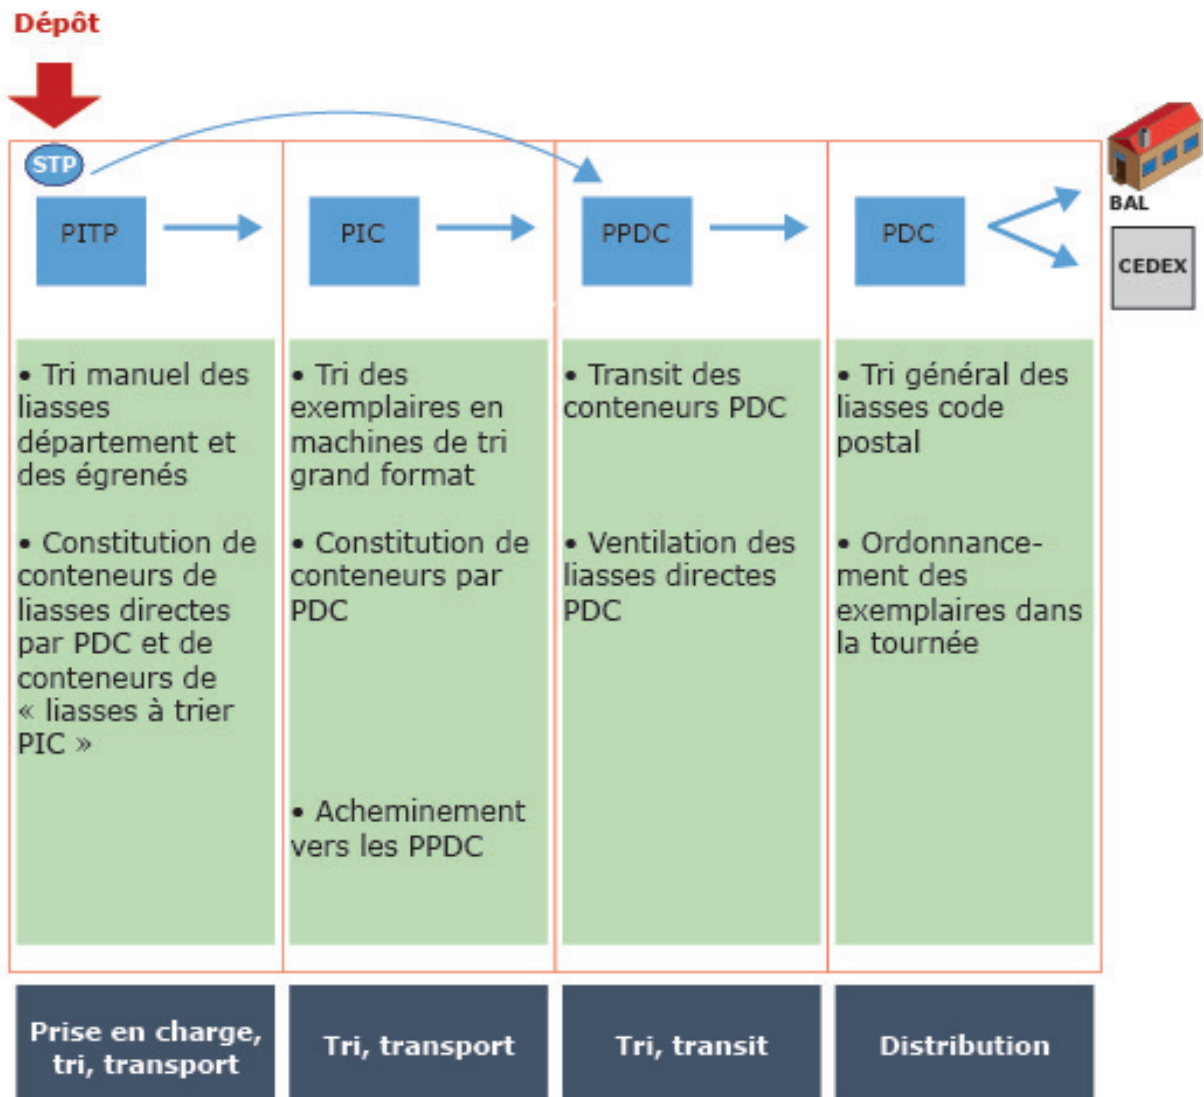 Dépôt
STP
PITP
PIC
PPDC
PDC
BAL
CEDEX
• Tri manuel des
liasses
département et
des égrenés
• Constitution de
conteneurs de
liasses directes
par PDC et de
conteneurs de
« liasses à trier
PIC »
• Tri des
exemplaires en
machines de tri
grand format
• Constitution de
conteneurs par
PDC
• Acheminement
vers les PPDC
• Transit des
conteneurs PDC
• Ventilation des
liasses directes
PDC
• Tri général des
liasses code
postal
• Ordonnance-
ment des
exemplaires dans
la tournée
Prise en charge,
tri, transport
Tri, transport
Tri, transit
Distribution